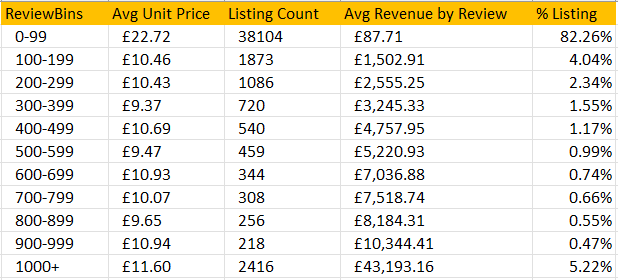 ReviewBins Avg Unit Price Listing Count Avg Revenue by Review % Listing
0-99 £22.72 38104 £87.71 82.26%
100-199 £10.46 1873 £1,502.91 4.04%
200-299 £10.43 1086 £2,555.25 2.34%
300-399 £9.37 720 £3,245.33 1.55%
400-499 £10.69 540 £4,757.95 1.17%
500-599 £9.47 459 £5,220.93 0.99%
600-699 £10.93 344 £7,036.88 0.74%
700-799 £10.07 308 £7,518.74 0.66%
800-899 £9.65 256 £8,184.31 0.55%
900-999 £10.94 218 £10,344.41 0.47%
1000+ £11.60 2416 £43,193.16 5.22%